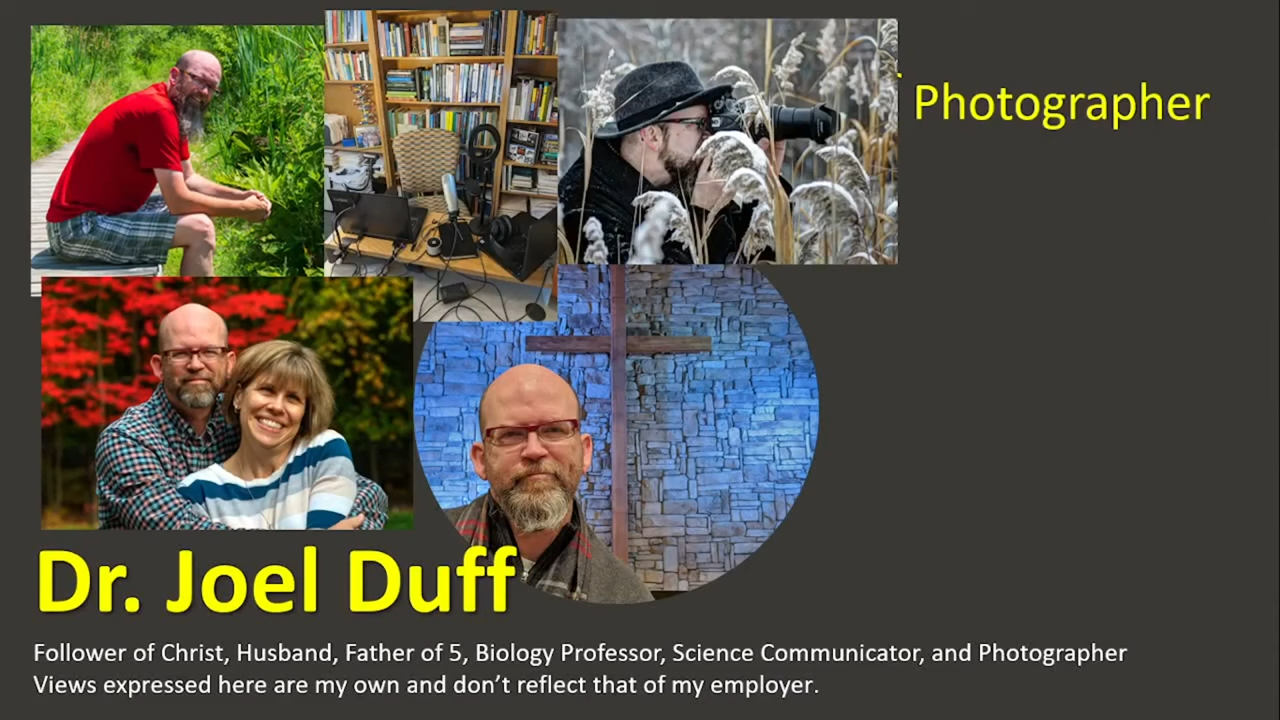 Photographer
Dr. Joel Duff
Follower of Christ, Husband, Father of 5, Biology Professor, Science Communicator, and Photographer
Views expressed here are my own and don’t reflect that of my employer.